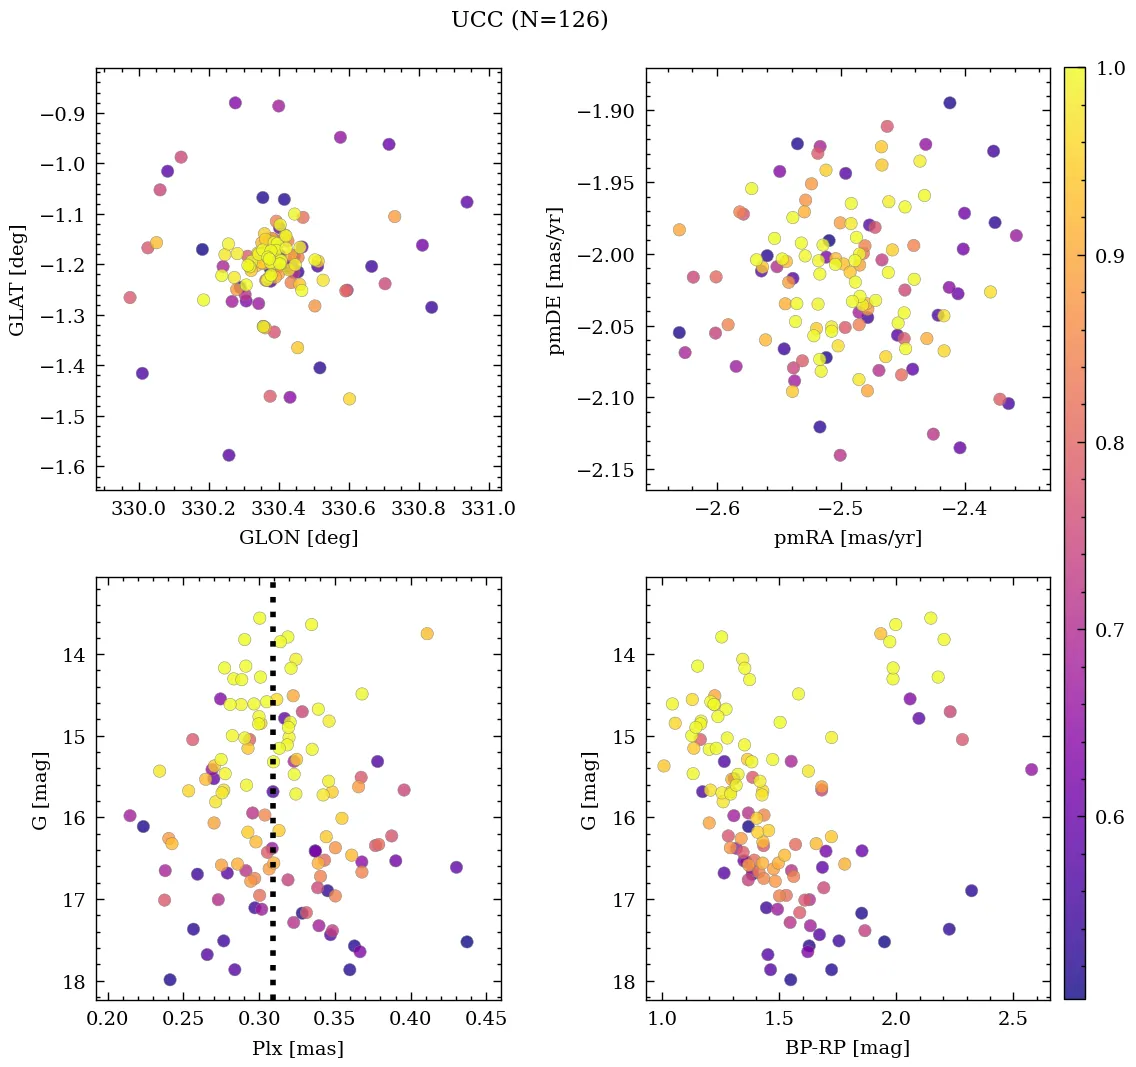 UCC (N=126)
−0.9
−1.0
−1.1
−1.2
−1.3
−1.4
−1.5
−1.6
GLAT [deg]
330.0 330.2 330.4 330.6 330.8 331.0
GLON [deg]
−1.90
−1.95
−2.00
−2.05
−2.10
−2.15
pmDE [mas/yr]
−2.6 −2.5 −2.4
pmRA [mas/yr]
1.0
0.9
0.8
0.7
0.6
14
15
16
17
18
G [mag]
0.20 0.25 0.30 0.35 0.40 0.45
Plx [mas]
14
15
16
17
18
G [mag]
1.0 1.5 2.0 2.5
BP-RP [mag]